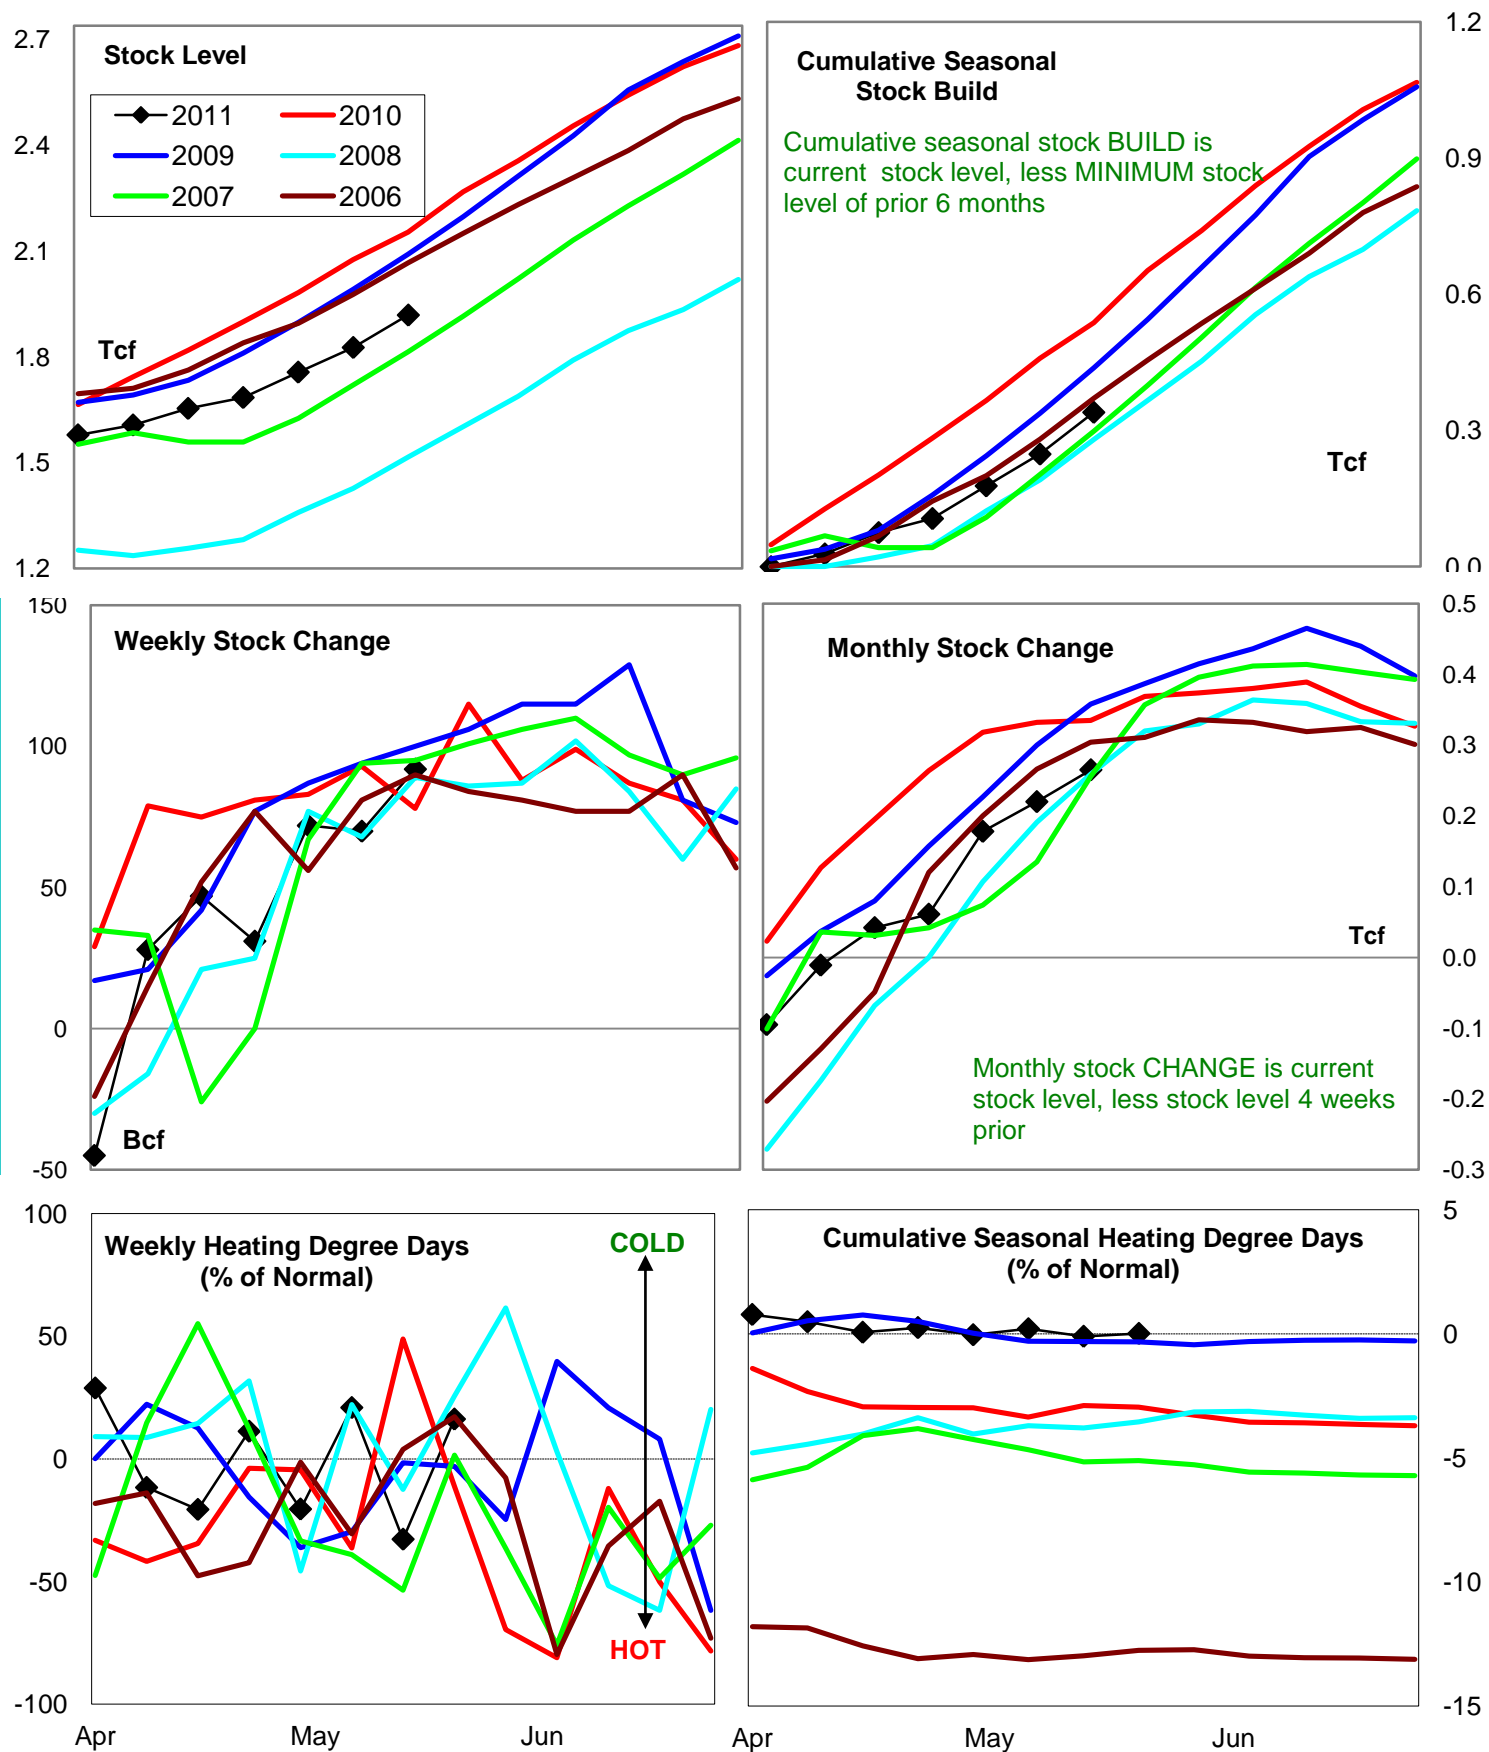 Stock Level
2.7
2.4
2.1
1.8
1.5
1.2
2011
2010
2009
2008
2007
2006
Tcf
Cumulative Seasonal
Stock Build
Cumulative seasonal stock BUILD is
current stock level, less MINIMUM stock
level of prior 6 months
Tcf
1.2
0.9
0.6
0.3
0.0
Weekly Stock Change
150
100
50
0
-50
Bcf
Monthly Stock Change
Tcf
Monthly stock CHANGE is current
stock level, less stock level 4 weeks
prior
0.5
0.4
0.3
0.2
0.1
0.0
-0.1
-0.2
-0.3
Weekly Heating Degree Days
(% of Normal)
COLD
HOT
100
50
0
-50
-100
Apr
May
Jun
Cumulative Seasonal Heating Degree Days
(% of Normal)
5
0
-5
-10
-15
Apr
May
Jun